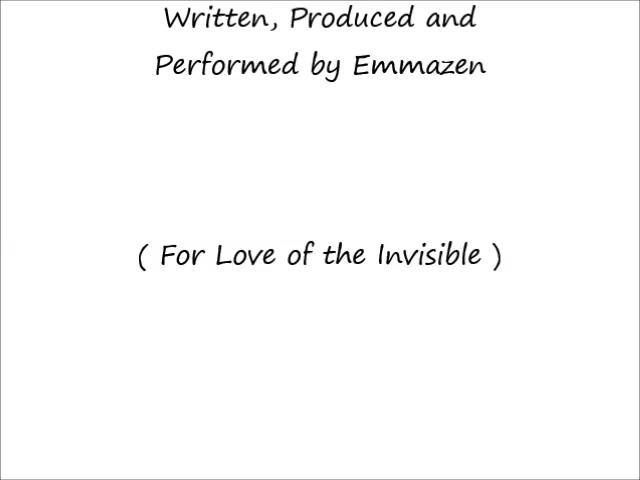 Written, Produced and
Performed by Emmazen
( For Love of the Invisible )